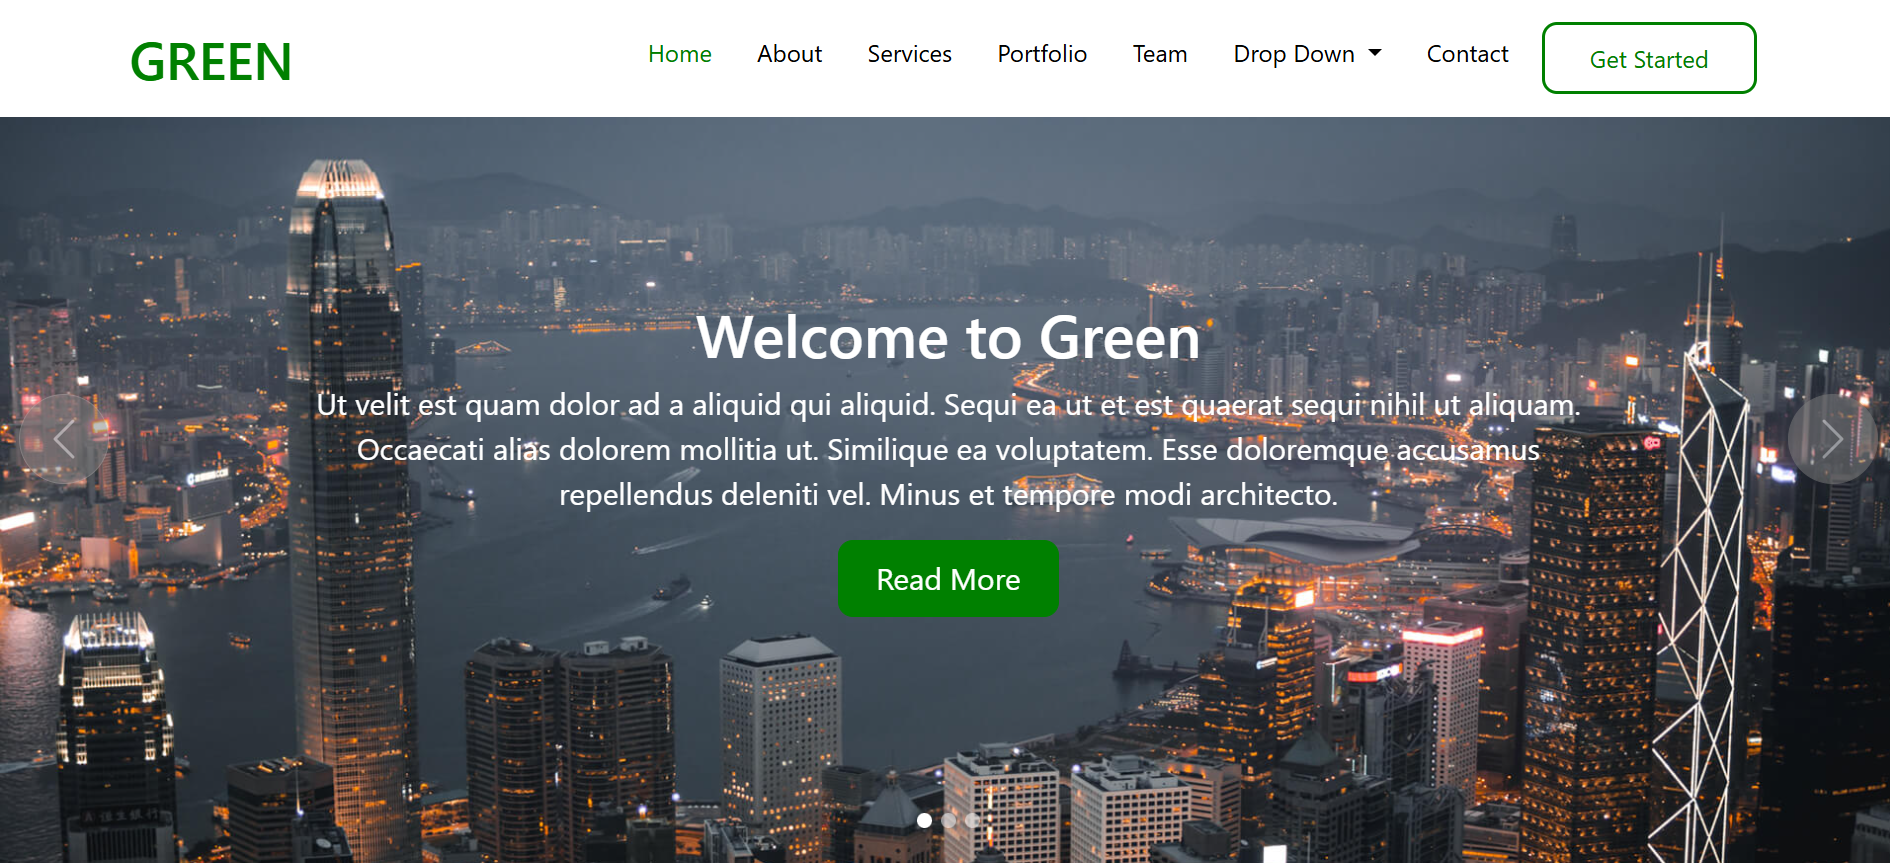 GREEN
Home About Services Portfolio Team Drop Down Contact Get Started
Welcome to Green
Ut velit est quam dolor ad a aliquid qui aliquid. Sequi ea ut et est quaerat sequi nihil ut aliquam.
Occaecati alias dolorem mollitia ut. Similique ea voluptatem. Esse doloremque accusamus
repellendus deleniti vel. Minus et tempore modi architecto.
Read More